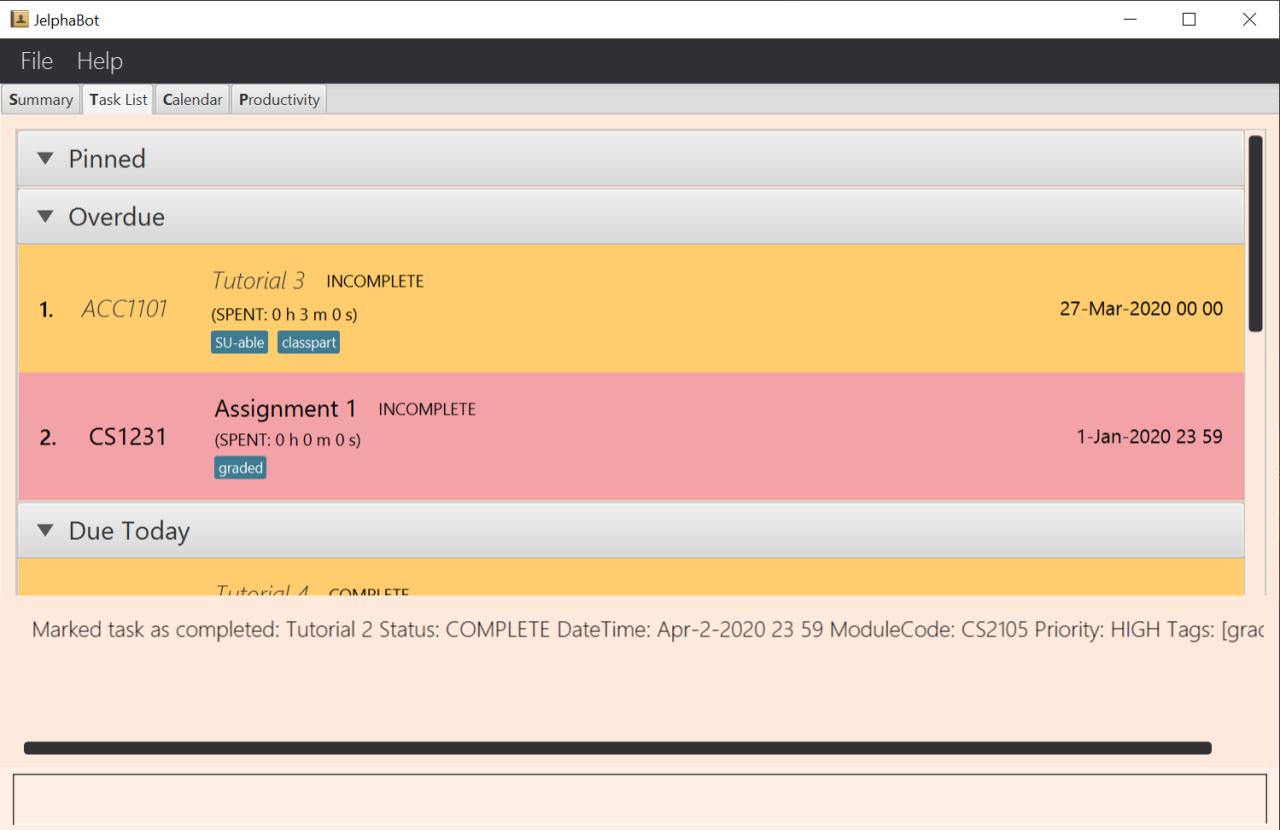 JelphaBot
File Help
Summary Task List Calendar Productivity
Pinned
Overdue
Tutorial 3 INCOMPLETE
1. ACC1101 27-Mar-2020 00 00
(SPENT: 0 h 3 m 0 s)
SU-able classpart
Assignment 1 INCOMPLETE
2. CS1231 1-Jan-2020 23 59
(SPENT: 0 h 0 m 0 s)
graded
Due Today
Tutorial 4 COMPLETE
Marked task as completed: Tutorial 2 Status: COMPLETE DateTime: Apr-2-2020 23 59 ModuleCode: CS2105 Priority: HIGH Tags: [grad